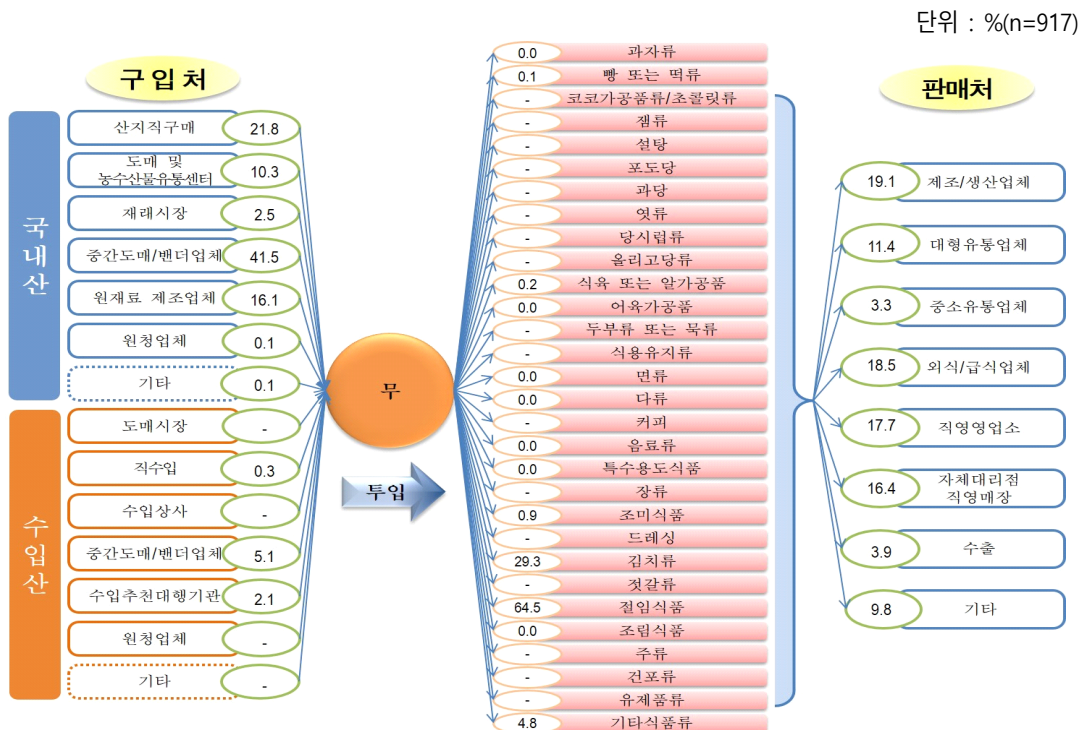 단위 : %(n=917)
구입처
국내산
산지직구매 21.8
도매 및
농수산물유통센터 10.3
재래시장 2.5
중간도매/밴더업체 41.5
원재료 제조업체 16.1
원청업체 0.1
기타 0.1
수입산
도매시장 -
직수입 0.3
수입상사 -
중간도매/밴더업체 5.1
수입추천대행기관 2.1
원청업체 -
기타 -
무
투입
0.0 과자류
0.1 빵 또는 떡류
- 코코가공품류/초콜릿류
- 잼류
- 설탕
- 포도당
- 과당
- 엿류
- 당시럽류
- 올리고당류
0.2 식육 또는 알가공품
0.0 어육가공품
- 두부류 또는 묵류
- 식용유지류
0.0 면류
0.0 다류
- 커피
0.0 음료류
0.0 특수용도식품
- 장류
0.9 조미식품
- 드레싱
29.3 김치류
- 젓갈류
64.5 절임식품
0.0 조림식품
- 주류
- 건포류
- 유제품류
4.8 기타식품류
판매처
19.1 제조/생산업체
11.4 대형유통업체
3.3 중소유통업체
18.5 외식/급식업체
17.7 직영영업소
16.4 자체대리점
직영매장
3.9 수출
9.8 기타